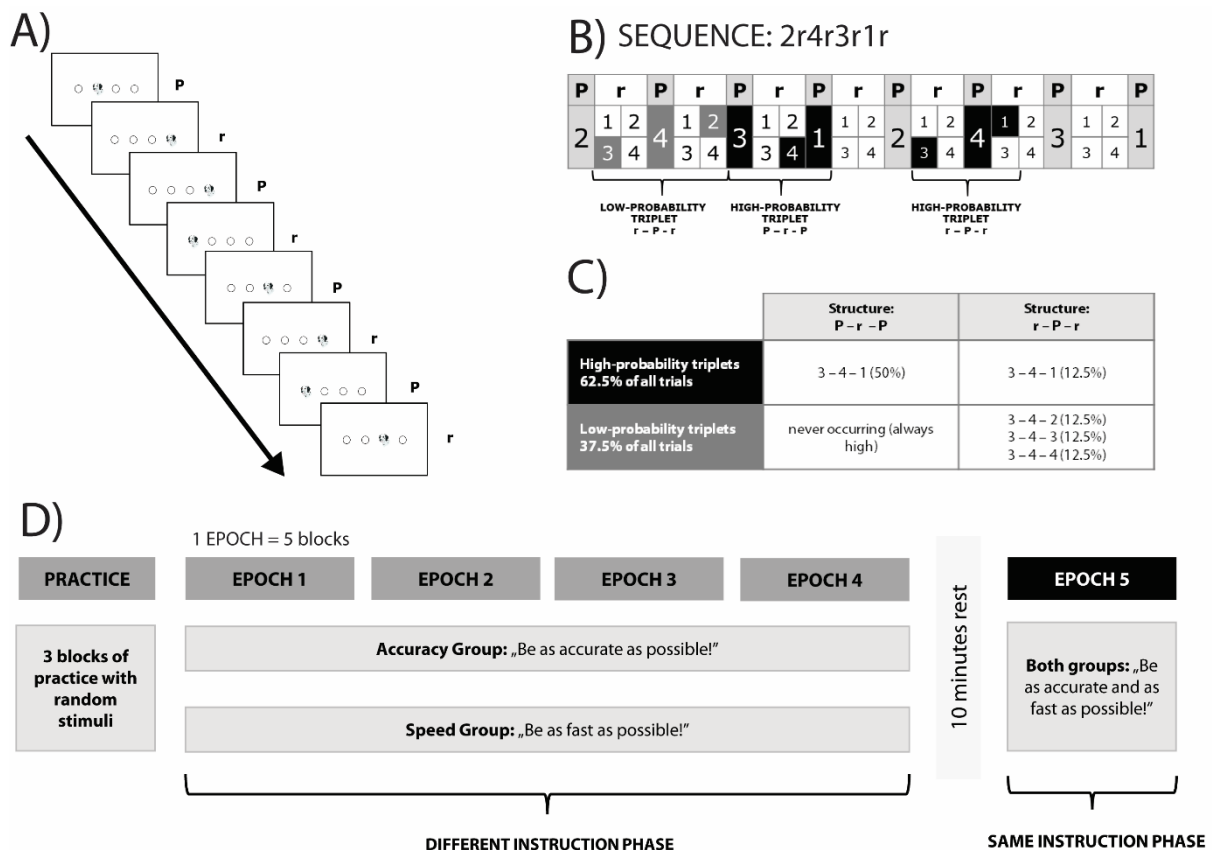 A)
P
r
P
r
P
r
P
r
B) SEQUENCE: 2r4r3r1r
P r P r P r P r P r P r P r P
2 1 2 4 1 2 3 1 2 1 1 2 2 1 2 4 1 2 3 1 2 1
3 4 3 4 3 4 3 4 3 4 3 4 3 4
LOW-PROBABILITY
TRIPLET
r – P - r
HIGH-PROBABILITY
TRIPLET
P – r - P
HIGH-PROBABILITY
TRIPLET
r – P - r
C)
Structure:
P – r – P
Structure:
r – P – r
High-probability triplets
62.5% of all trials
3 – 4 – 1 (50%)
3 – 4 – 1 (12.5%)
Low-probability triplets
37.5% of all trials
never occurring (always
high)
3 – 4 – 2 (12.5%)
3 – 4 – 3 (12.5%)
3 – 4 – 4 (12.5%)
D)
1 EPOCH = 5 blocks
PRACTICE
EPOCH 1
EPOCH 2
EPOCH 3
EPOCH 4
10 minutes rest
EPOCH 5
3 blocks of
practice with
random
stimuli
Accuracy Group: „Be as accurate as possible!”
Speed Group: „Be as fast as possible!”
Both groups: „Be
as accurate and as
fast as possible!”
DIFFERENT INSTRUCTION PHASE
SAME INSTRUCTION PHASE